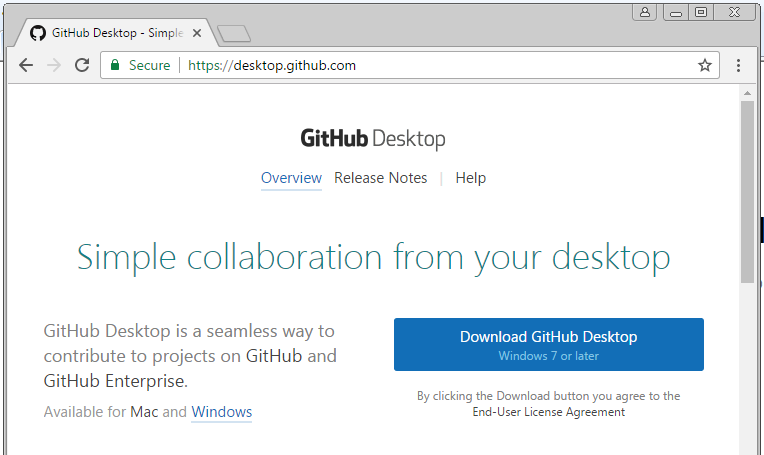 GitHub Desktop - Simple
Secure
https://desktop.github.com
GitHub Desktop
Overview Release Notes | Help
Simple collaboration from your desktop
GitHub Desktop is a seamless way to
contribute to projects on GitHub and
GitHub Enterprise.
Available for Mac and Windows
Download GitHub Desktop
Windows 7 or later
By clicking the Download button you agree to the
End-User License Agreement